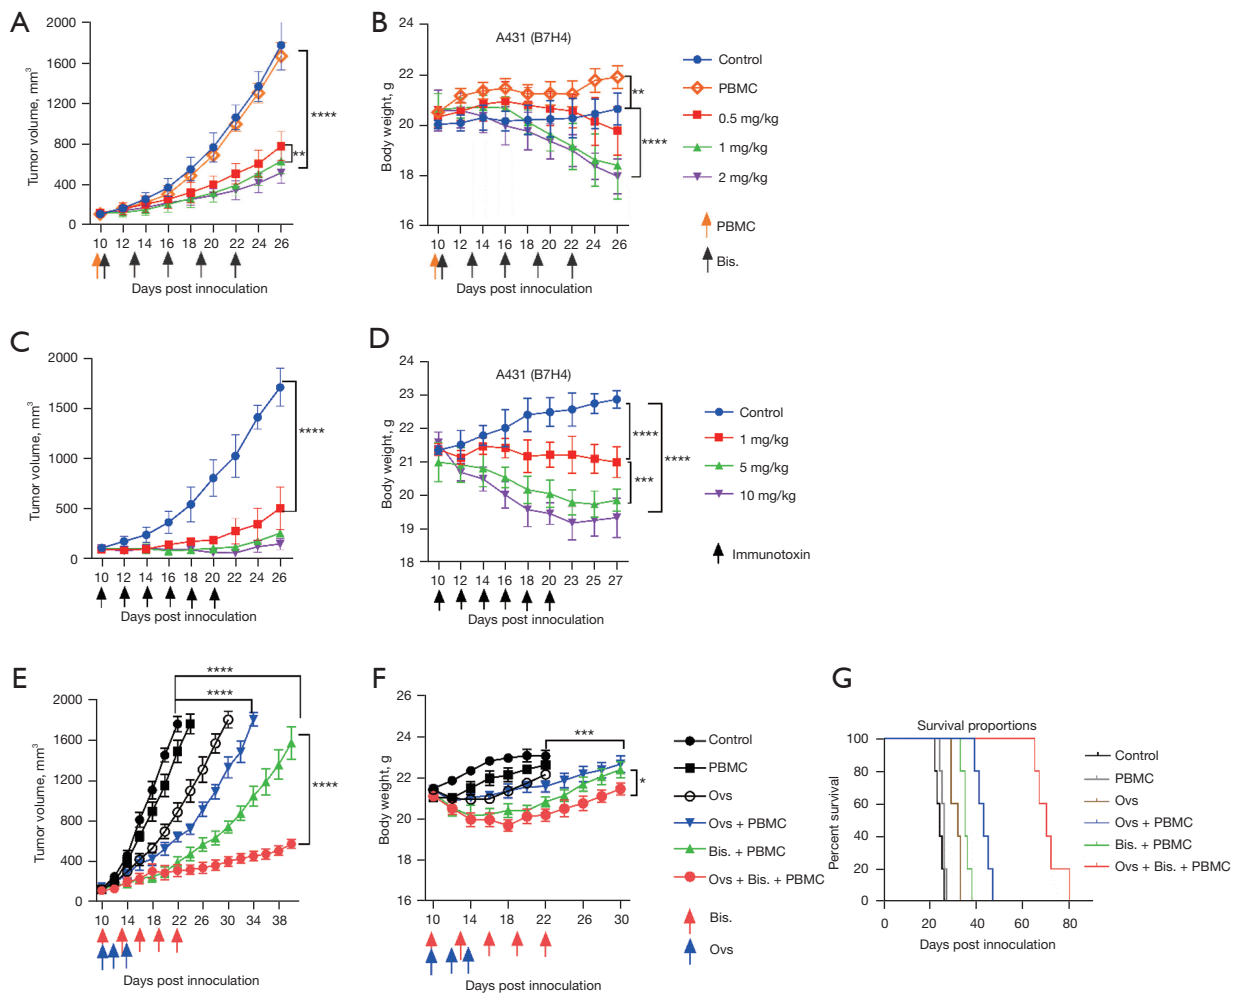 A
2000
1600
1200
800
400
0
Tumor volume, mm³
10 12 14 16 18 20 22 24 26
Days post innoculation
****
**
B
A431 (B7H4)
24
22
20
18
16
Body weight, g
10 12 14 16 18 20 22 24 26
Days post innoculation
**
****
Control
PBMC
0.5 mg/kg
1 mg/kg
2 mg/kg
PBMC
Bis.
C
2000
1500
1000
500
0
Tumor volume, mm³
10 12 14 16 18 20 22 24 26
Days post innoculation
****
D
A431 (B7H4)
24
23
22
21
20
19
18
Body weight, g
10 12 14 16 18 20 23 25 27
Days post innoculation
****
***
****
Control
1 mg/kg
5 mg/kg
10 mg/kg
Immunotoxin
E
2000
1600
1200
800
400
0
Tumor volume, mm³
10 14 18 22 26 30 34 38
Days post innoculation
****
****
****
F
26
24
22
20
18
16
Body weight, g
10 14 18 22 26 30
Days post innoculation
***
*
Control
PBMC
Ovs
Ovs + PBMC
Bis. + PBMC
Ovs + Bis. + PBMC
Bis.
Ovs
G
Survival proportions
100
80
60
40
20
0
Percent survival
0 20 40 60 80
Days post innoculation
Control
PBMC
Ovs
Ovs + PBMC
Bis. + PBMC
Ovs + Bis. + PBMC